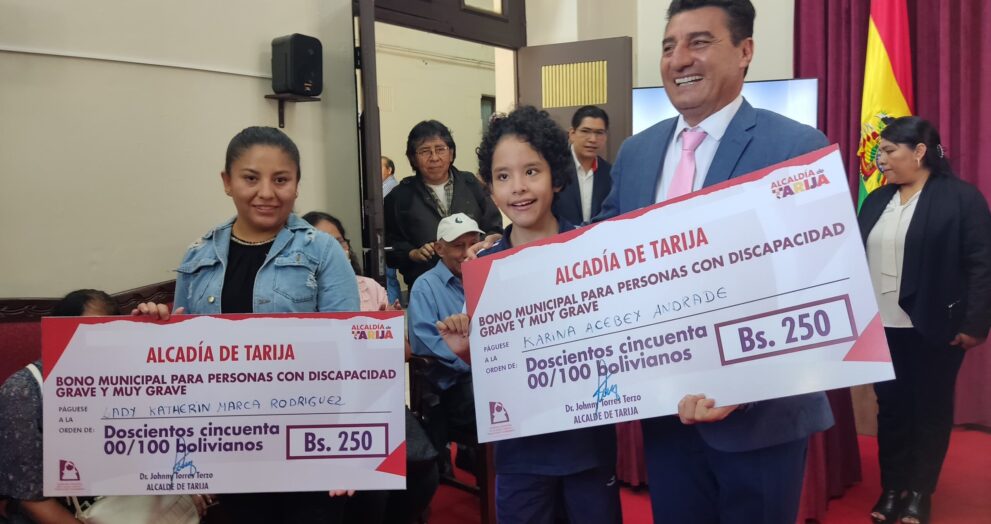 ALCALDÍA de
TARIJA
ALCADÍA DE TARIJA
BONO MUNICIPAL PARA PERSONAS CON DISCAPACIDAD
GRAVE Y MUY GRAVE
PÁGUESE
A LA
ORDEN DE:
LADY KATHERIN MARCA RODRIGUEZ
Doscientos cincuenta
00/100 bolivianos
Bs. 250
Dr. Johnny Torres Terzo
ALCALDE DE TARIJA
ALCALDÍA de
TARIJA
ALCADÍA DE TARIJA
BONO MUNICIPAL PARA PERSONAS CON DISCAPACIDAD
GRAVE Y MUY GRAVE
PÁGUESE
A LA
ORDEN DE:
KARINA ACEBEX ANDRADE
Doscientos cincuenta
00/100 bolivianos
Bs. 250
Dr. Johnny Torres Terzo
ALCALDE DE TARIJA